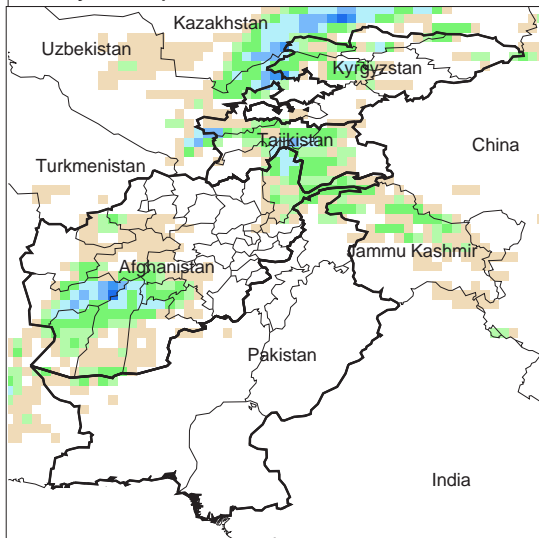 Kazakhstan
Uzbekistan
Kyrgyzstan
Tajikistan
China
Turkmenistan
Jammu Kashmir
Afghanistan
Pakistan
India